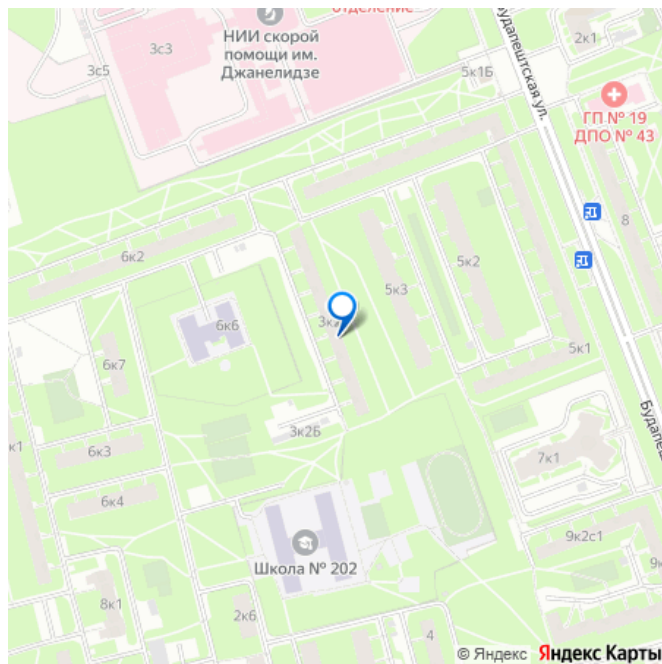 отделение
3с3
НИИ скорой
помощи им.
Джанелидзе
3с5
2к1
5к1Б
Будапештская ул.
ГП № 19
ДПО № 43
8
6к2
5к2
5к3
6к6
5к1
6к7
3к2Б
6к3
7к1
6к4
9к2с1
Школа № 202
8к1
2к6
4
© Яндекс Яндекс Карты